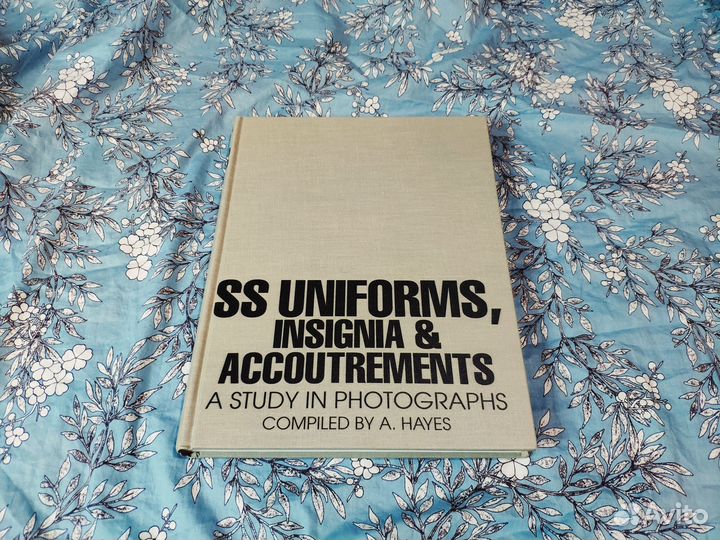 SS UNIFORMS,
INSIGNIA &
ACCOUTREMENTS
A STUDY IN PHOTOGRAPHS
COMPILED BY A. HAYES
Avito